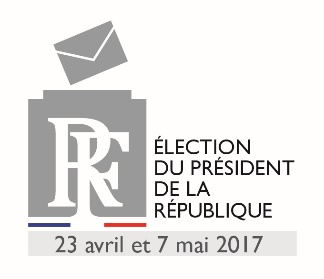 RF
ÉLECTION
DU PRÉSIDENT
DE LA
RÉPUBLIQUE
23 avril et 7 mai 2017